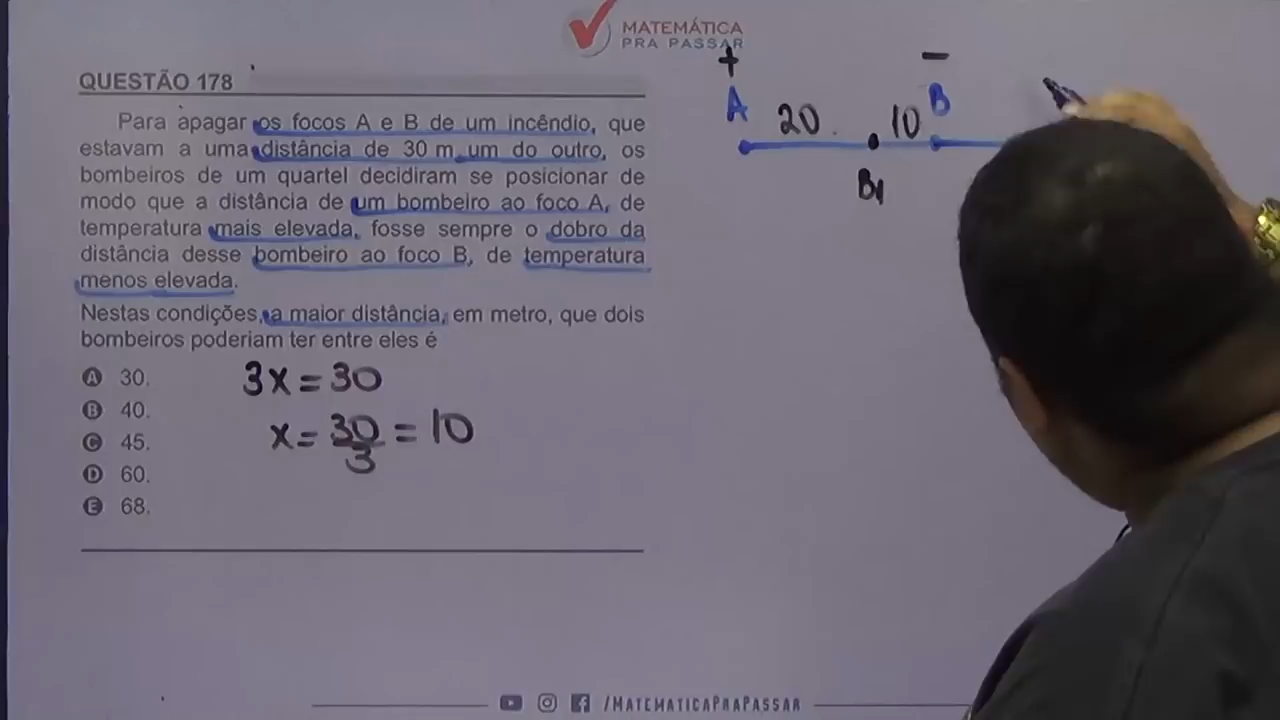 MATEMÁTICA
PRA PASSAR
QUESTÃO 178
Para apagar os focos A e B de um incêndio, que
estavam a uma distância de 30 m um do outro, os
bombeiros de um quartel decidiram se posicionar de
modo que a distância de um bombeiro ao foco A, de
temperatura mais elevada, fosse sempre o dobro da
distância desse bombeiro ao foco B, de temperatura
menos elevada.
Nestas condições, a maior distância, em metro, que dois
bombeiros poderiam ter entre eles é
A 30.
B 40.
C 45.
D 60.
E 68.
3x = 30
x = 30/3 = 10
+ −
A 20 10 B
B1
/MATEMATICAPRAPASSAR